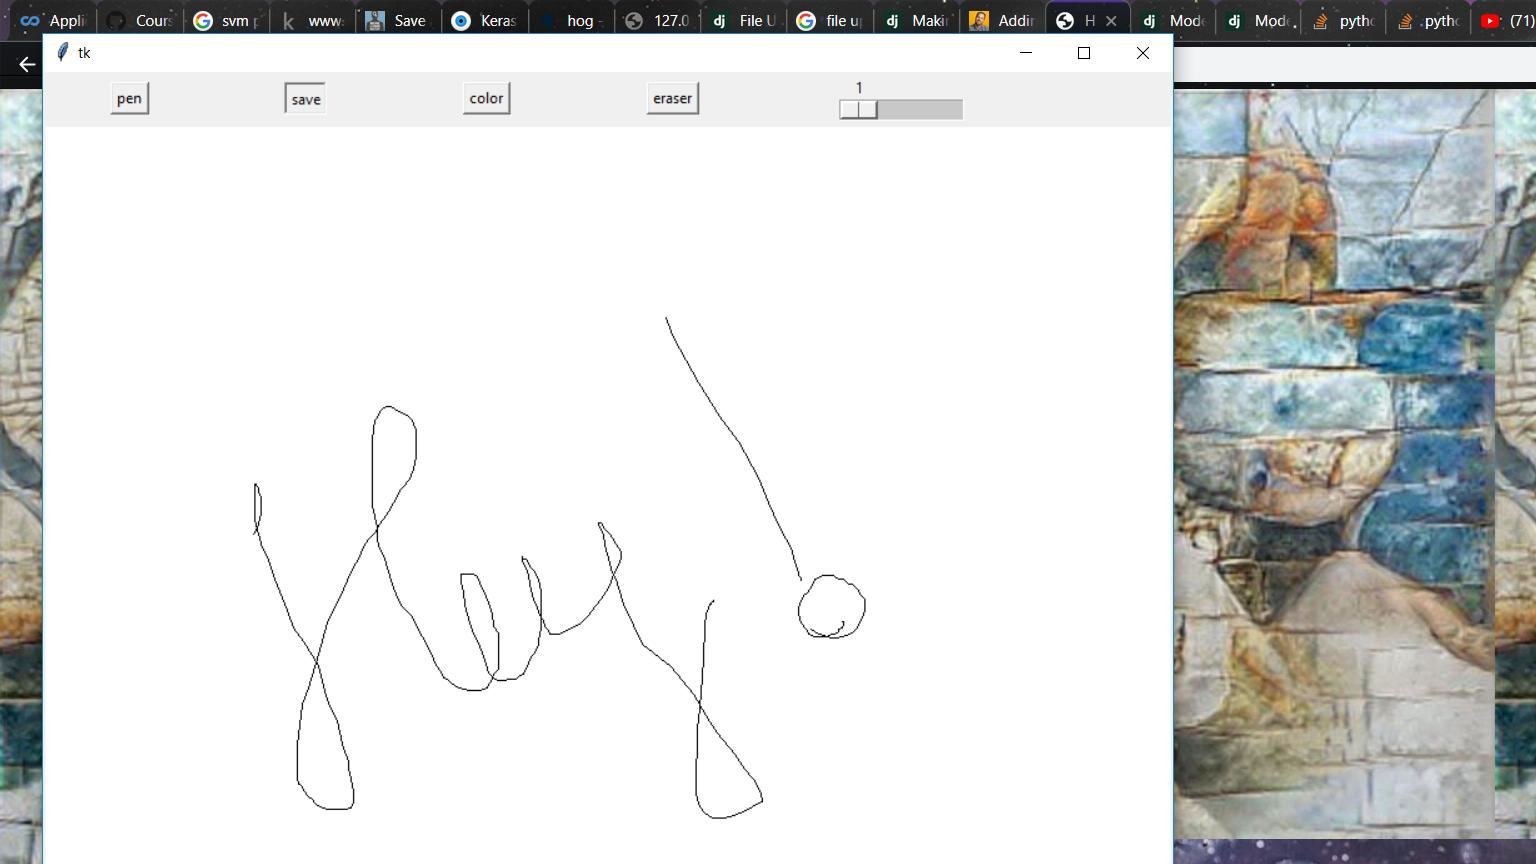 Appli
Cours
svm p
www.
Save
Keras
hog -
127.0
File U
file up
Makin
Addin
H
Mode
Mode
pytho
pytho
(71)
tk
pen
save
color
eraser
1